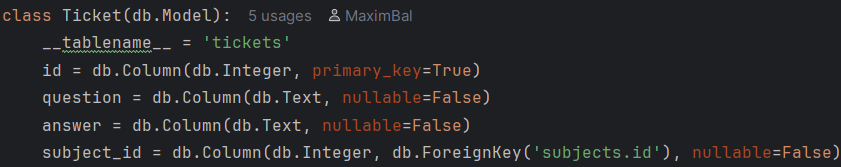 class Ticket(db.Model): 5 usages MaximBal
    __tablename__ = 'tickets'
    id = db.Column(db.Integer, primary_key=True)
    question = db.Column(db.Text, nullable=False)
    answer = db.Column(db.Text, nullable=False)
    subject_id = db.Column(db.Integer, db.ForeignKey('subjects.id'), nullable=False)